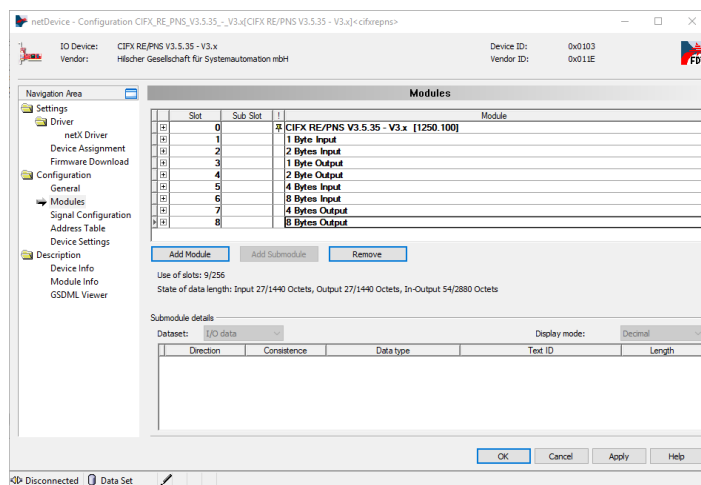 netDevice - Configuration CIFX_RE_PNS_V3.5.35_-_V3.x[CIFX RE/PNS V3.5.35 - V3.x]<cifxrepns>
IO Device: CIFX RE/PNS V3.5.35 - V3.x Device ID: 0x0103
Vendor: Hilscher Gesellschaft für Systemautomation mbH Vendor ID: 0x011E
FD
Navigation Area
Settings
Driver
netX Driver
Device Assignment
Firmware Download
Configuration
General
Modules
Signal Configuration
Address Table
Device Settings
Description
Device Info
Module Info
GSDML Viewer
Modules
Slot Sub Slot ! Module
0 CIFX RE/PNS V3.5.35 - V3.x [1250.100]
1 1 Byte Input
2 2 Bytes Input
3 1 Byte Output
4 2 Byte Output
5 4 Bytes Input
6 8 Bytes Input
7 4 Bytes Output
8 8 Bytes Output
Add Module Add Submodule Remove
Use of slots: 9/256
State of data length: Input 27/1440 Octets, Output 27/1440 Octets, In-Output 54/2880 Octets
Submodule details
Dataset: I/O data Display mode: Decimal
Direction Consistence Data type Text ID Length
OK Cancel Apply Help
Disconnected Data Set